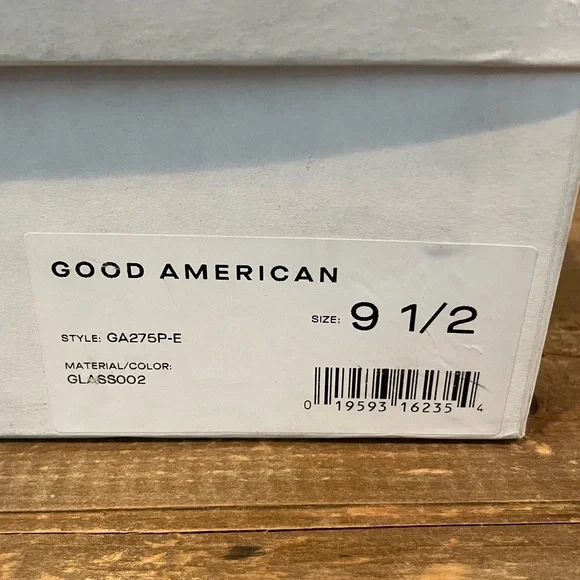 GOOD AMERICAN
SIZE: 9 1/2
STYLE: GA275P-E
MATERIAL/COLOR:
GLASS002
0 19593 16235 4